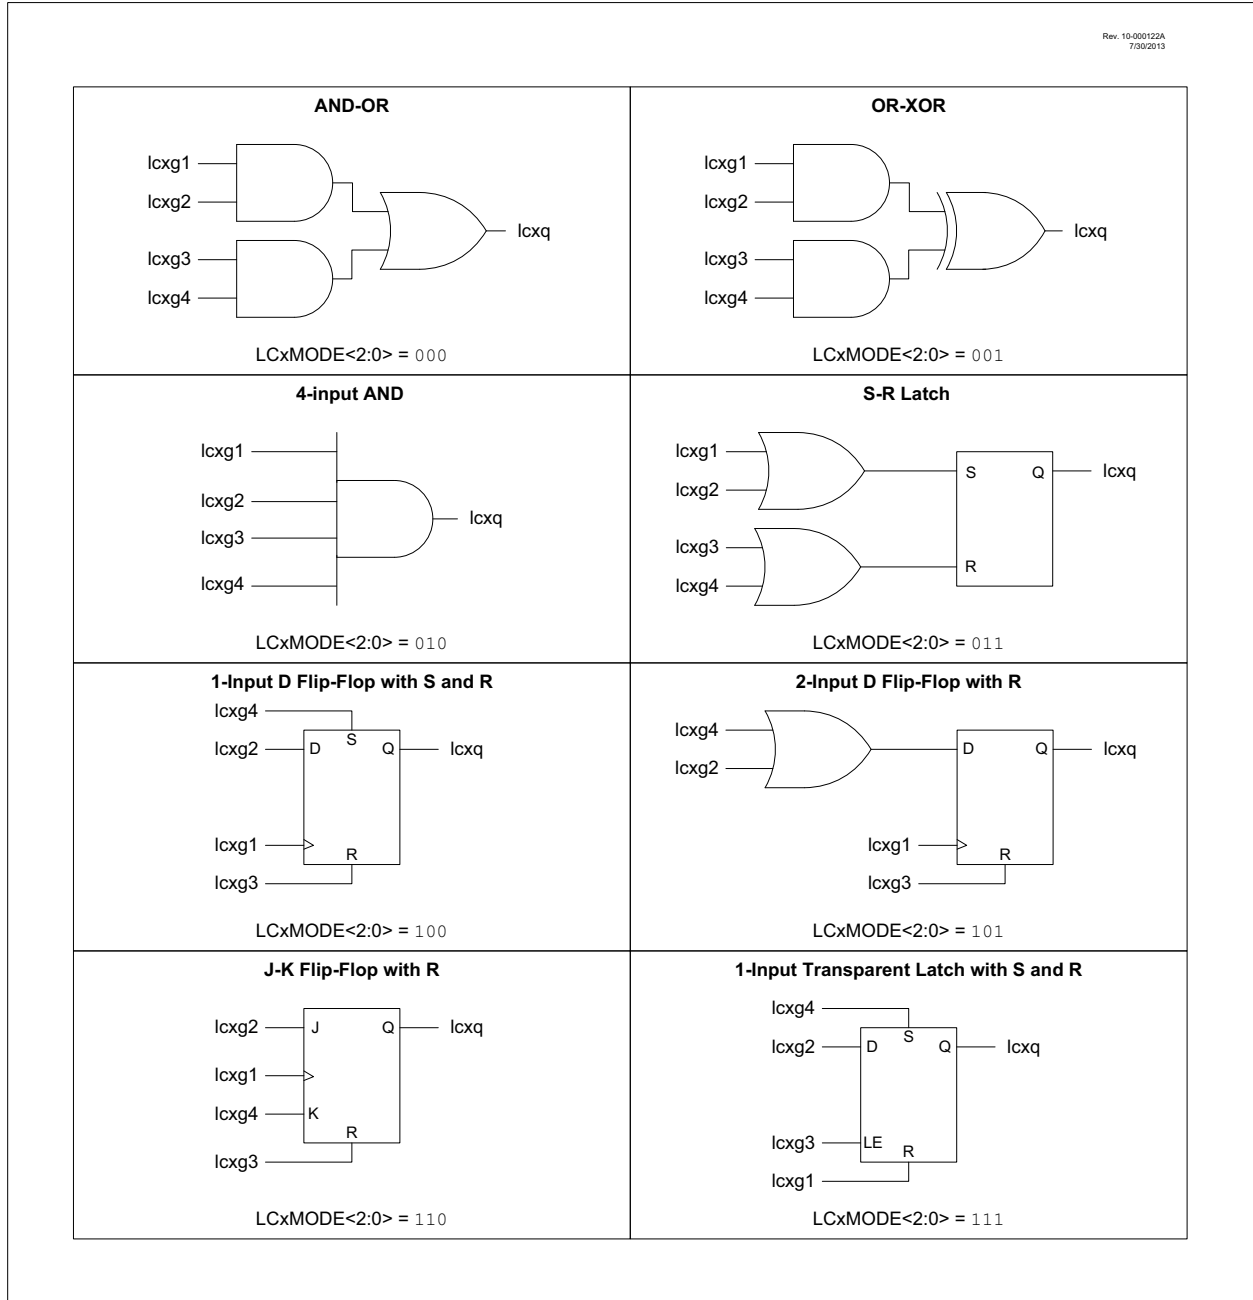 Rev. 10-000122A
7/30/2013
AND-OR
lcxg1
lcxg2
lcxg3
lcxg4
lcxq
LCxMODE<2:0> = 000
OR-XOR
lcxg1
lcxg2
lcxg3
lcxg4
lcxq
LCxMODE<2:0> = 001
4-input AND
lcxg1
lcxg2
lcxg3
lcxg4
lcxq
LCxMODE<2:0> = 010
S-R Latch
lcxg1
lcxg2
lcxg3
lcxg4
S Q lcxq
R
LCxMODE<2:0> = 011
1-Input D Flip-Flop with S and R
lcxg4
S
lcxg2 D Q lcxq
lcxg1
R
lcxg3
LCxMODE<2:0> = 100
2-Input D Flip-Flop with R
lcxg4
lcxg2
D Q lcxq
lcxg1
R
lcxg3
LCxMODE<2:0> = 101
J-K Flip-Flop with R
lcxg2 J Q lcxq
lcxg1
lcxg4 K
R
lcxg3
LCxMODE<2:0> = 110
1-Input Transparent Latch with S and R
lcxg4
S
lcxg2 D Q lcxq
lcxg3 LE
R
lcxg1
LCxMODE<2:0> = 111